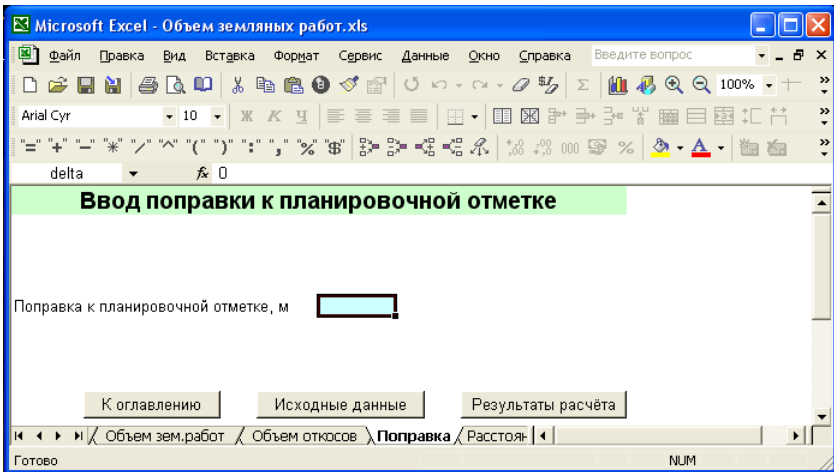 Microsoft Excel - Объем земляных работ.xls
Файл Правка Вид Вставка Формат Сервис Данные Окно Справка Введите вопрос
100%
Arial Cyr 10 Ж К Ч
"=" "+" "−" "*" "/" "^" "(" ")" ":" "," "%" "$" 000 %
delta fx 0
Ввод поправки к планировочной отметке
Поправка к планировочной отметке, м
К оглавлению Исходные данные Результаты расчёта
Объем зем.работ Объем откосов Поправка Расстоян
Готово NUM